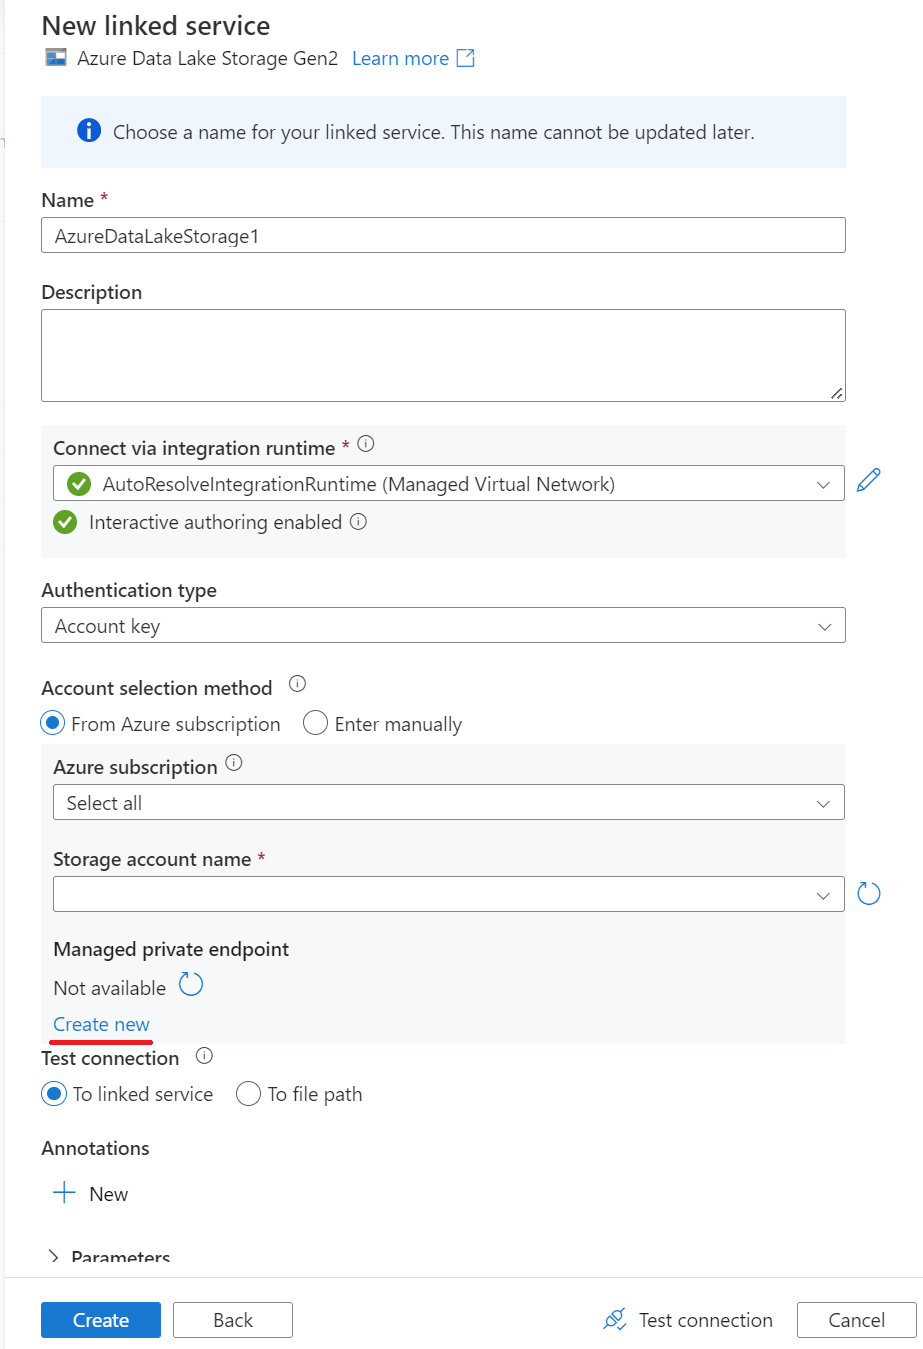 New linked service
Azure Data Lake Storage Gen2 Learn more
Choose a name for your linked service. This name cannot be updated later.
Name *
AzureDataLakeStorage1
Description
Connect via integration runtime *
AutoResolveIntegrationRuntime (Managed Virtual Network)
Interactive authoring enabled
Authentication type
Account key
Account selection method
From Azure subscription Enter manually
Azure subscription
Select all
Storage account name *
Managed private endpoint
Not available
Create new
Test connection
To linked service To file path
Annotations
New
Parameters
Create Back Test connection Cancel